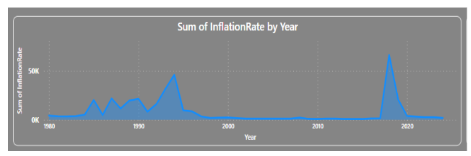 Sum of InflationRate by Year
Sum of InflationRate
50K
0K
1980
1990
2000
2010
2020
Year